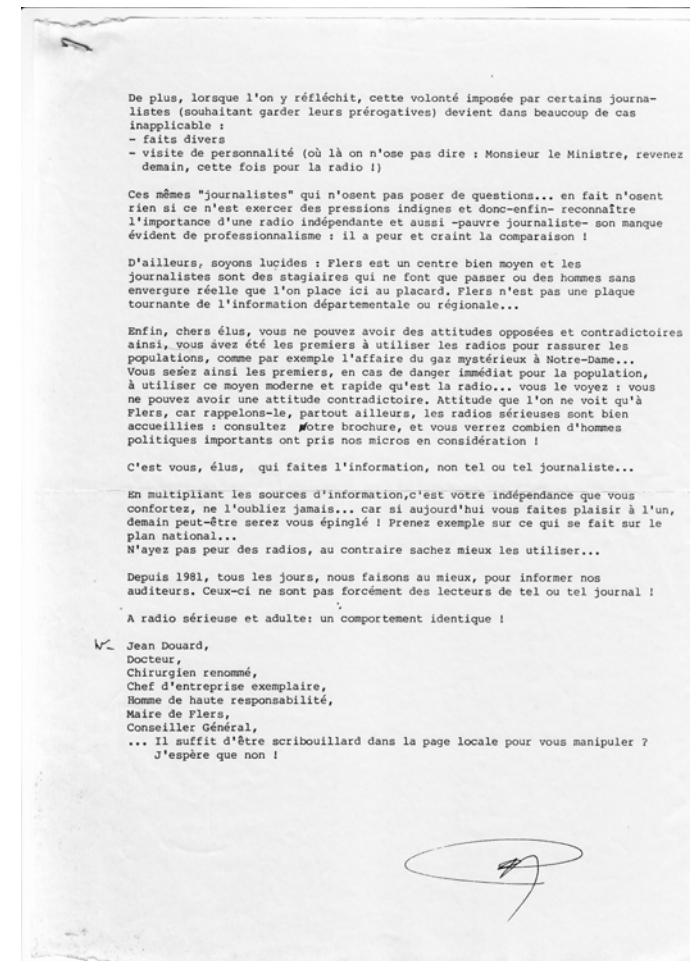 De plus, lorsque l'on y réfléchit, cette volonté imposée par certains journa-
listes (souhaitant garder leurs prérogatives) devient dans beaucoup de cas
inapplicable :
- faits divers
- visite de personnalité (où là on n'ose pas dire : Monsieur le Ministre, revenez
demain, cette fois pour la radio !)
Ces mêmes "journalistes" qui n'osent pas poser de questions... en fait n'osent
rien si ce n'est exercer des pressions indignes et donc-enfin- reconnaître
l'importance d'une radio indépendante et aussi -pauvre journaliste- son manque
évident de professionnalisme : il a peur et craint la comparaison !
D'ailleurs, soyons lucides : Flers est un centre bien moyen et les
journalistes sont des stagiaires qui ne font que passer ou des hommes sans
envergure réelle que l'on place ici au placard. Flers n'est pas une plaque
tournante de l'information départementale ou régionale...
Enfin, chers élus, vous ne pouvez avoir des attitudes opposées et contradictoires
ainsi, vous avez été les premiers à utiliser les radios pour rassurer les
populations, comme par exemple l'affaire du gaz mystérieux à Notre-Dame...
Vous serez ainsi les premiers, en cas de danger immédiat pour la population,
à utiliser ce moyen moderne et rapide qu'est la radio... vous le voyez : vous
ne pouvez avoir une attitude contradictoire. Attitude que l'on ne voit qu'à
Flers, car rappelons-le, partout ailleurs, les radios sérieuses sont bien
accueillies : consultez notre brochure, et vous verrez combien d'hommes
politiques importants ont pris nos micros en considération !
C'est vous, élus, qui faites l'information, non tel ou tel journaliste...
En multipliant les sources d'information,c'est votre indépendance que vous
confortez, ne l'oubliez jamais... car si aujourd'hui vous faites plaisir à l'un,
demain peut-être serez vous épinglé ! Prenez exemple sur ce qui se fait sur le
plan national...
N'ayez pas peur des radios, au contraire sachez mieux les utiliser...
Depuis 1981, tous les jours, nous faisons au mieux, pour informer nos
auditeurs. Ceux-ci ne sont pas forcément des lecteurs de tel ou tel journal !
A radio sérieuse et adulte: un comportement identique !
Jean Douard,
Docteur,
Chirurgien renommé,
Chef d'entreprise exemplaire,
Homme de haute responsabilité,
Maire de Flers,
Conseiller Général,
... Il suffit d'être scribouillard dans la page locale pour vous manipuler ?
J'espère que non !